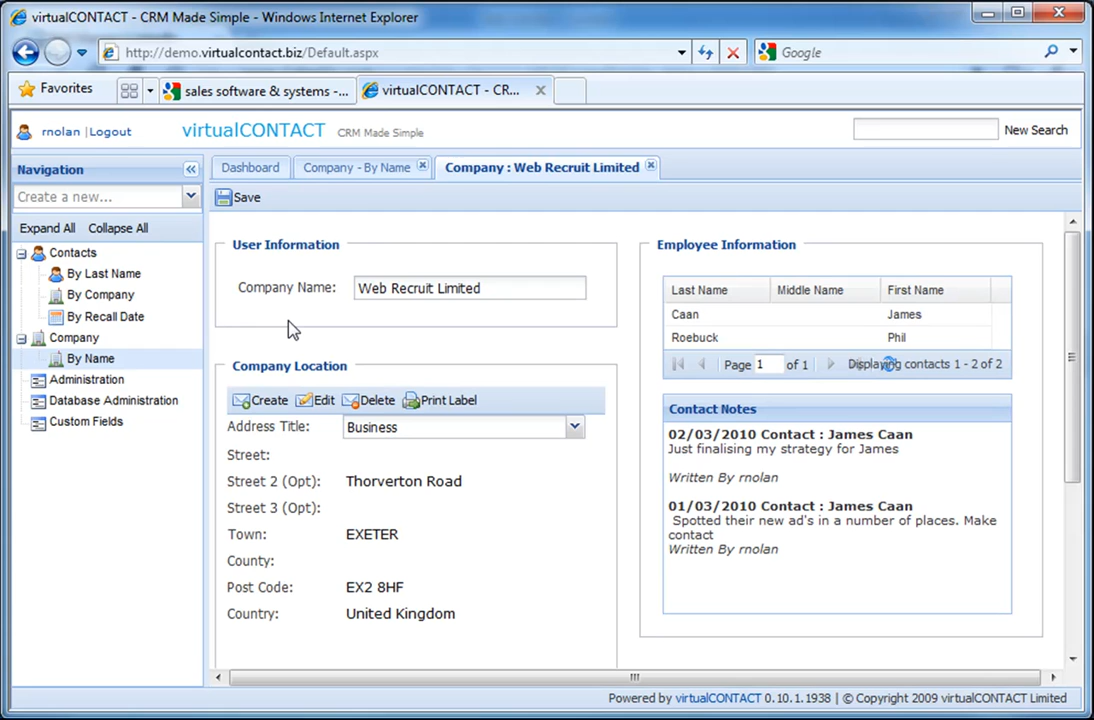 virtualCONTACT - CRM Made Simple - Windows Internet Explorer
http://demo.virtualcontact.biz/Default.aspx
Google
Favorites
sales software & systems -...
virtualCONTACT - CR...
rnolan |Logout
virtualCONTACT CRM Made Simple
New Search
Navigation
Create a new...
Expand All Collapse All
Contacts
By Last Name
By Company
By Recall Date
Company
By Name
Administration
Database Administration
Custom Fields
Dashboard
Company - By Name
Company : Web Recruit Limited
Save
User Information
Company Name: Web Recruit Limited
Company Location
Create Edit Delete Print Label
Address Title: Business
Street:
Street 2 (Opt): Thorverton Road
Street 3 (Opt):
Town: EXETER
County:
Post Code: EX2 8HF
Country: United Kingdom
Employee Information
Last Name Middle Name First Name
Caan James
Roebuck Phil
Page 1 of 1 Displaying contacts 1 - 2 of 2
Contact Notes
02/03/2010 Contact : James Caan
Just finalising my strategy for James
Written By rnolan
01/03/2010 Contact : James Caan
Spotted their new ad's in a number of places. Make
contact
Written By rnolan
Powered by virtualCONTACT 0.10.1.1938 | © Copyright 2009 virtualCONTACT Limited